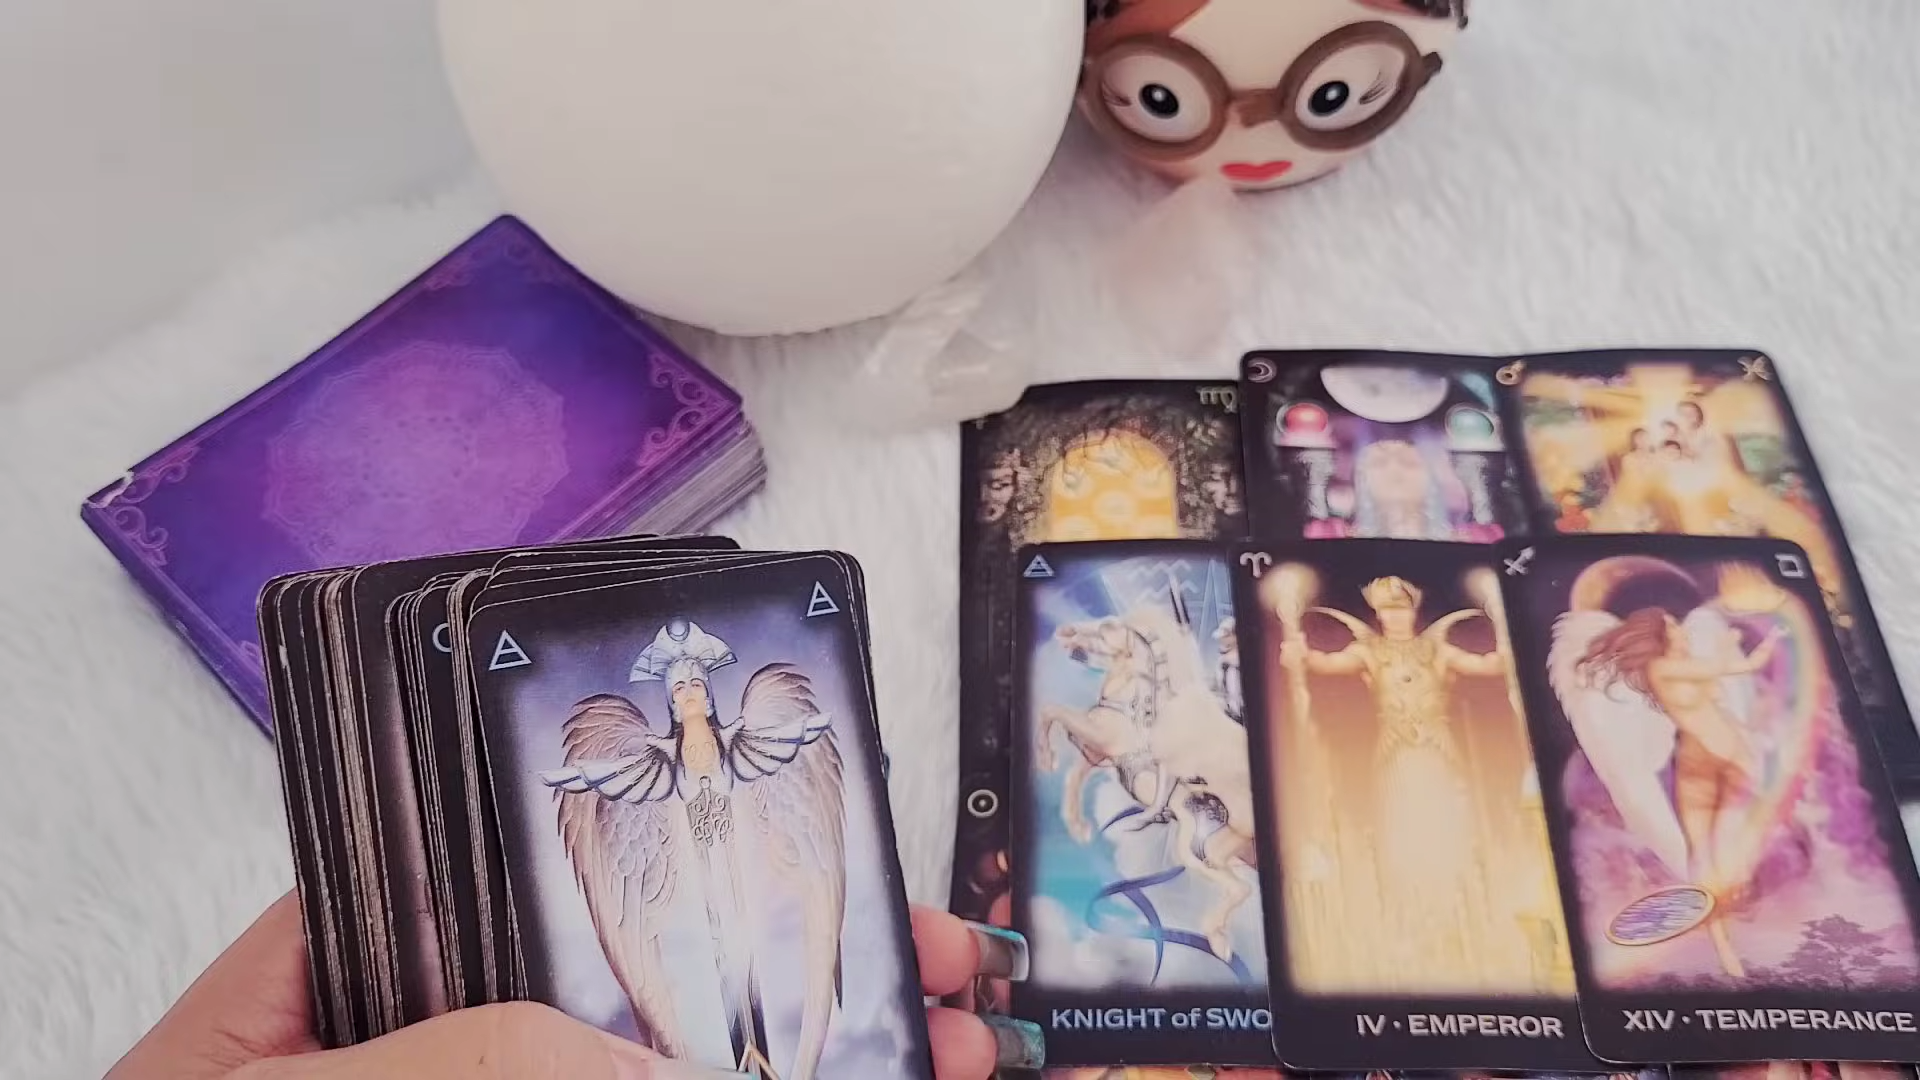 KNIGHT of SWO
IV • EMPEROR
XIV • TEMPERANCE